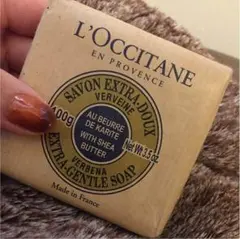 L'OCCITANE
EN PROVENCE
SAVON EXTRA-DOUX
VERVEINE
100g
AU BEURRE
DE KARITÉ
WITH SHEA
BUTTER
Net Wt. 3.5 oz.
VERBENA
EXTRA-GENTLE SOAP
Made in France